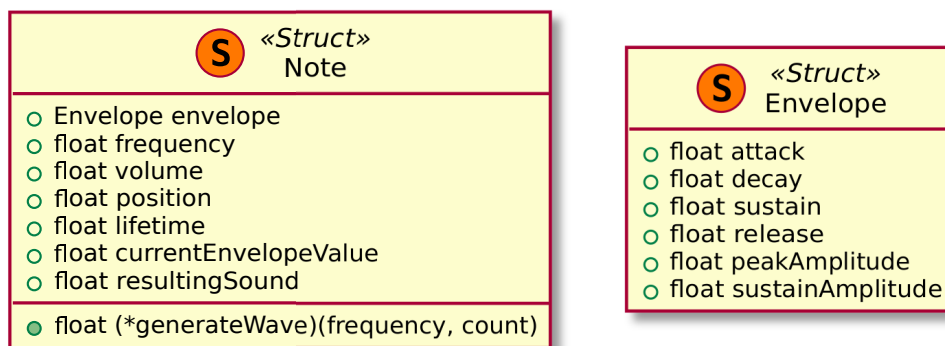 S
«Struct»
Note
Envelope envelope
float frequency
float volume
float position
float lifetime
float currentEnvelopeValue
float resultingSound
float (*generateWave)(frequency, count)
S
«Struct»
Envelope
float attack
float decay
float sustain
float release
float peakAmplitude
float sustainAmplitude